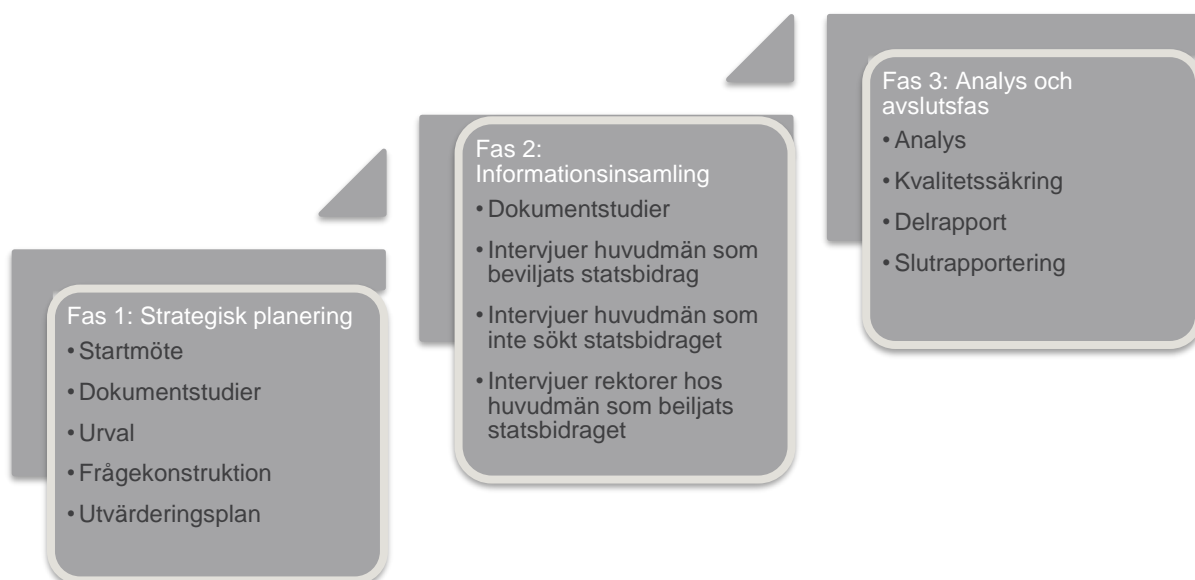 Fas 1: Strategisk planering
• Startmöte
• Dokumentstudier
• Urval
• Frågekonstruktion
• Utvärderingsplan
Fas 2:
Informationsinsamling
• Dokumentstudier
• Intervjuer huvudmän som
beviljats statsbidrag
• Intervjuer huvudmän som
inte sökt statsbidraget
• Intervjuer rektorer hos
huvudmän som beiljats
statsbidraget
Fas 3: Analys och
avslutsfas
• Analys
• Kvalitetssäkring
• Delrapport
• Slutrapportering